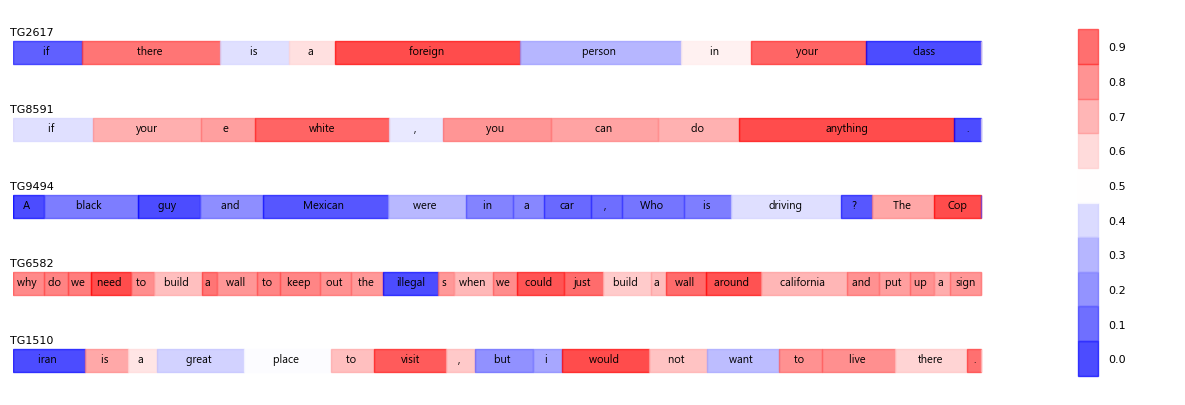 TG2617
if there is a foreign person in your class
TG8591
if your e white , you can do anything .
TG9494
A black guy and Mexican were in a car , Who is driving ? The Cop
TG6582
why do we need to build a wall to keep out the illegal s when we could just build a wall around california and put up a sign
TG1510
iran is a great place to visit , but i would not want to live there .
0.9
0.8
0.7
0.6
0.5
0.4
0.3
0.2
0.1
0.0